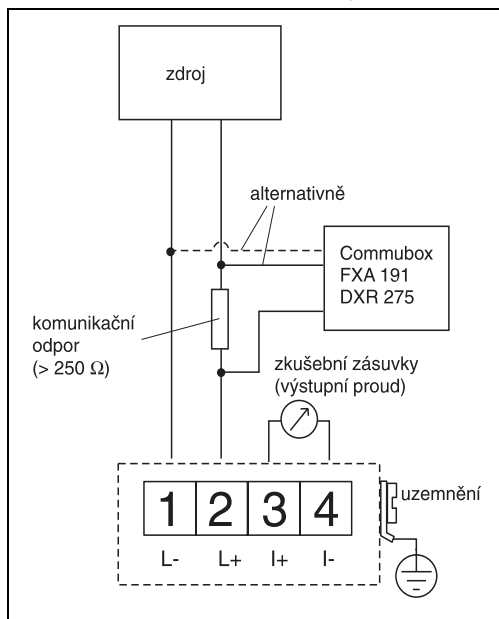 zdroj
alternativně
Commubox
FXA 191
DXR 275
komunikační
odpor
(> 250 Ω)
zkušební zásuvky
(výstupní proud)
1 2 3 4
L- L+ I+ I-
uzemnění